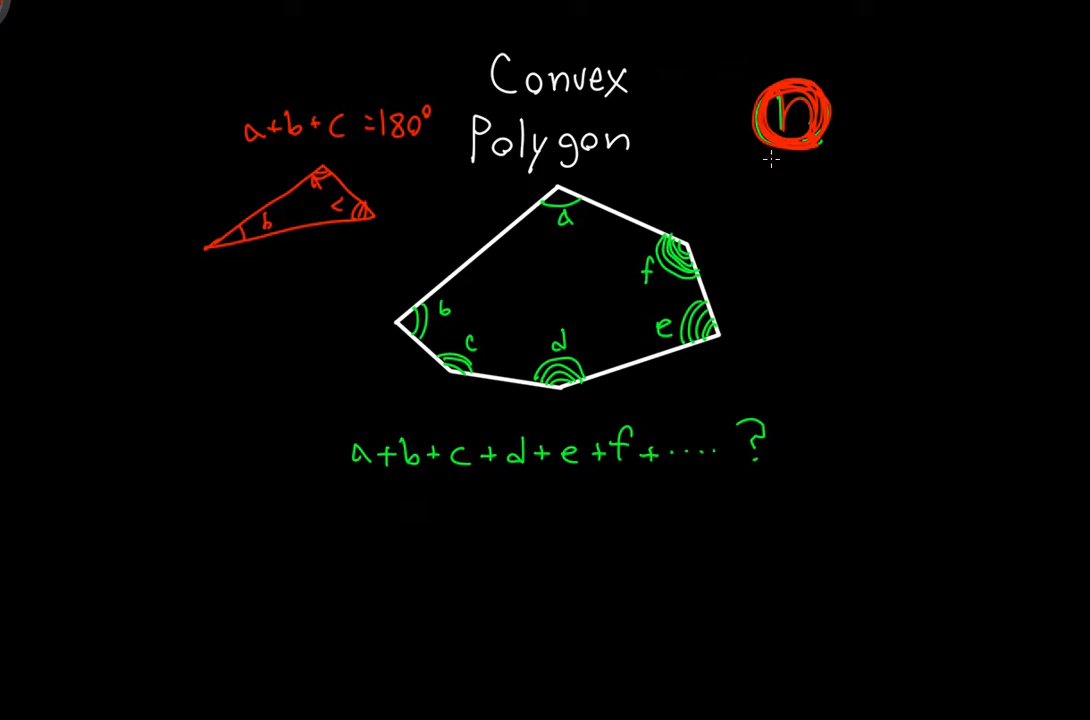 Convex
Polygon
a+b+c =180°
n
a
b
c
a
b
c
d
e
f
a+b+c+d+e+f+.... ?